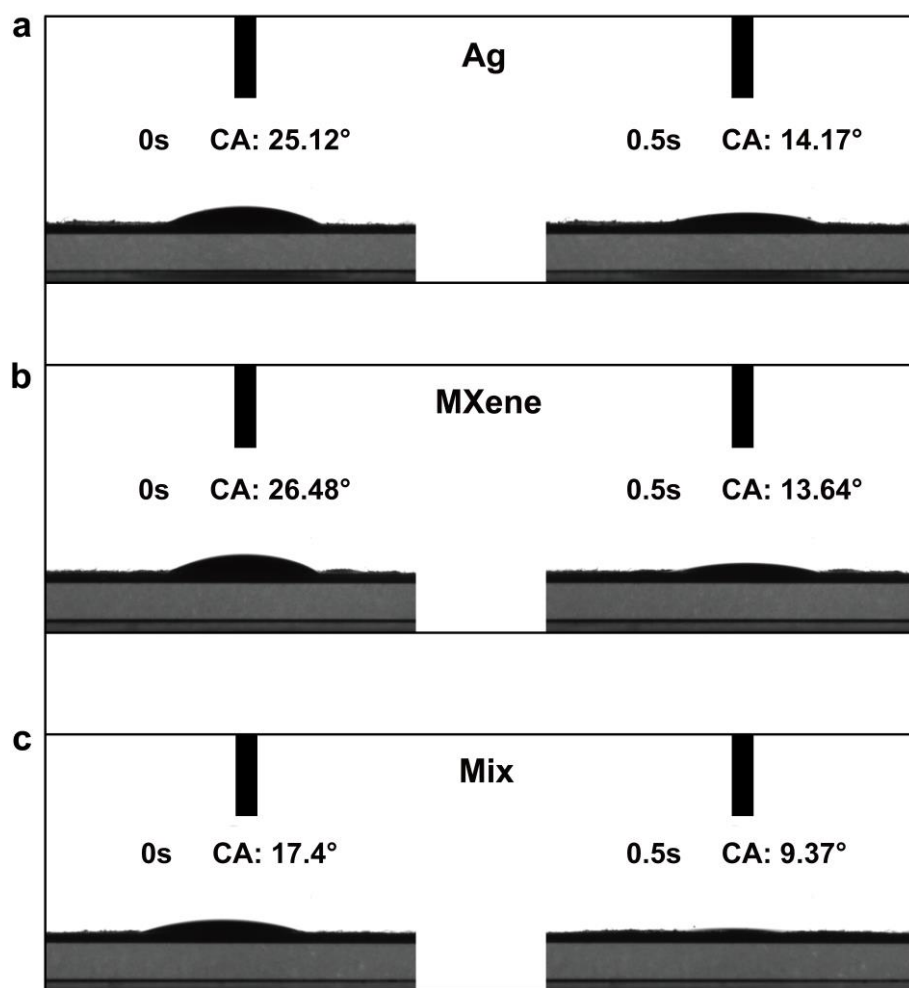 a
Ag
0s CA: 25.12° 0.5s CA: 14.17°
b
MXene
0s CA: 26.48° 0.5s CA: 13.64°
c
Mix
0s CA: 17.4° 0.5s CA: 9.37°